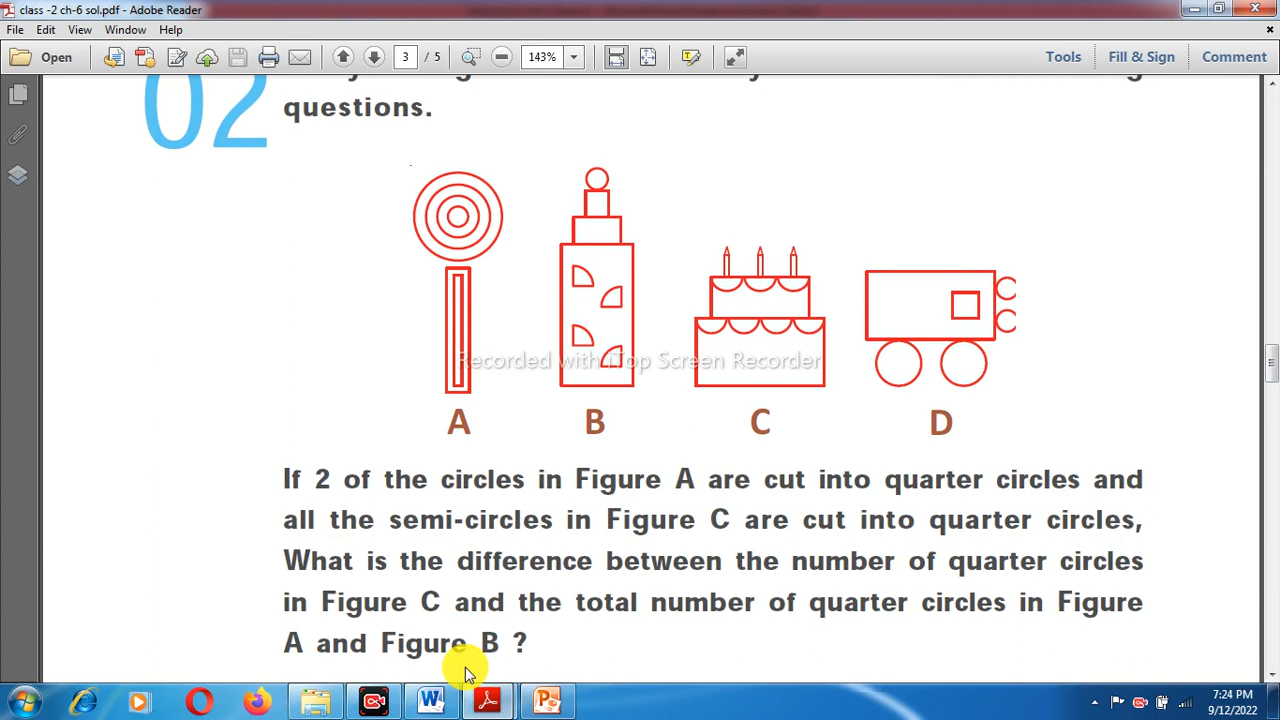 class -2 ch-6 sol.pdf - Adobe Reader
File Edit View Window Help
Open 3 / 5 143% Tools Fill & Sign Comment
02
questions.
Recorded with iTop Screen Recorder
A B C D
If 2 of the circles in Figure A are cut into quarter circles and
all the semi-circles in Figure C are cut into quarter circles,
What is the difference between the number of quarter circles
in Figure C and the total number of quarter circles in Figure
A and Figure B ?
7:24 PM
9/12/2022